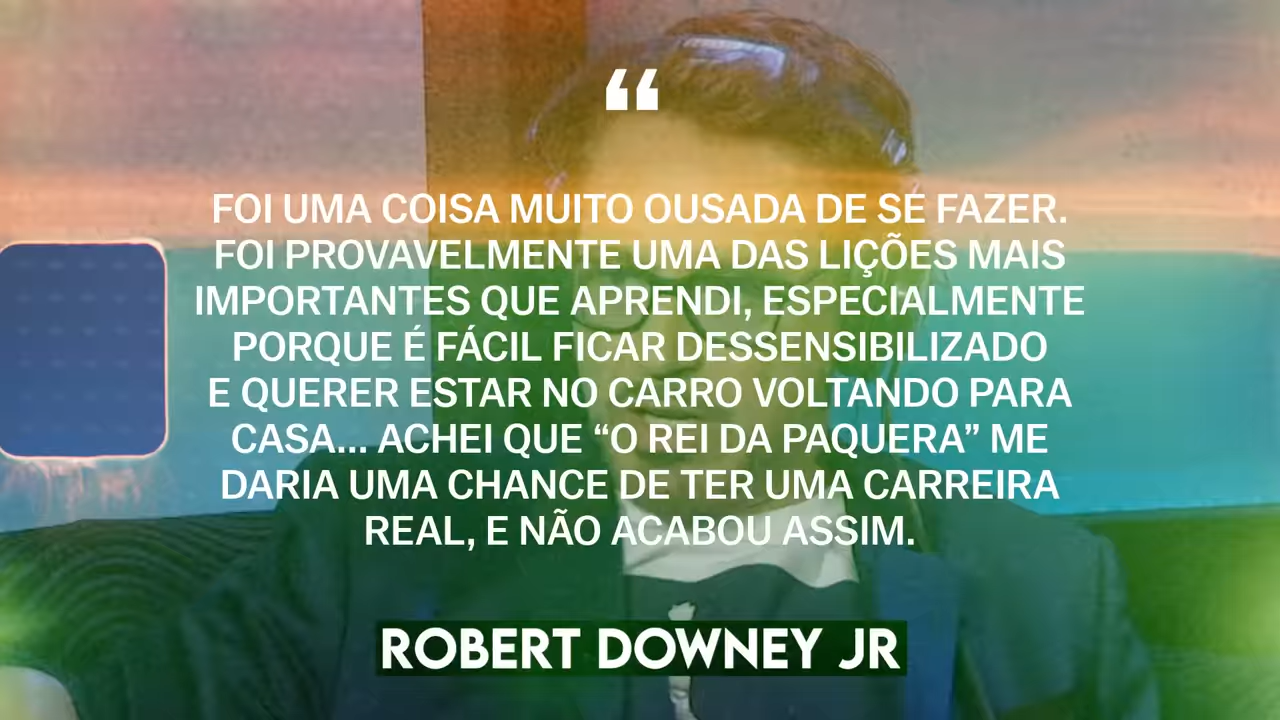 “
FOI UMA COISA MUITO OUSADA DE SE FAZER.
FOI PROVAVELMENTE UMA DAS LIÇÕES MAIS
IMPORTANTES QUE APRENDI, ESPECIALMENTE
PORQUE É FÁCIL FICAR DESSENSIBILIZADO
E QUERER ESTAR NO CARRO VOLTANDO PARA
CASA... ACHEI QUE “O REI DA PAQUERA” ME
DARIA UMA CHANCE DE TER UMA CARREIRA
REAL, E NÃO ACABOU ASSIM.
ROBERT DOWNEY JR